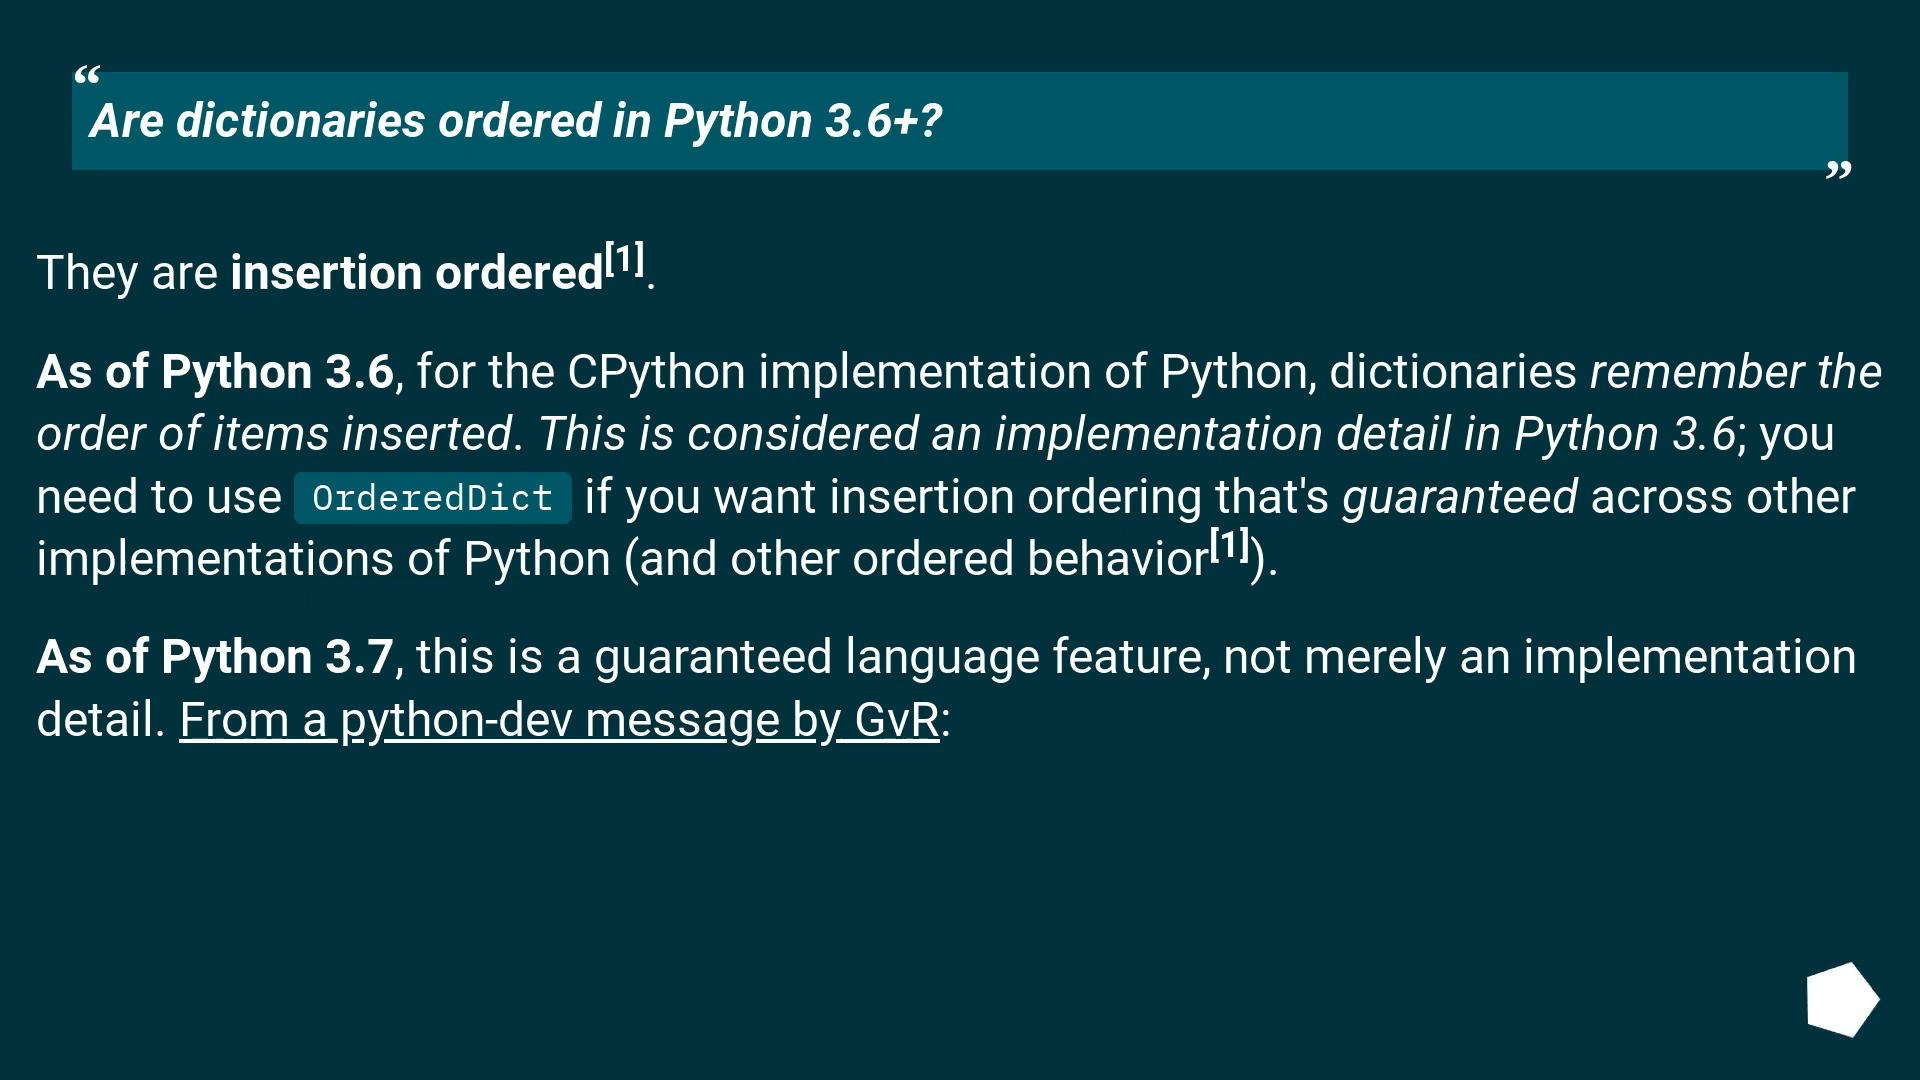 “
Are dictionaries ordered in Python 3.6+?
”
They are insertion ordered[1].
As of Python 3.6, for the CPython implementation of Python, dictionaries remember the
order of items inserted. This is considered an implementation detail in Python 3.6; you
need to use OrderedDict if you want insertion ordering that's guaranteed across other
implementations of Python (and other ordered behavior[1]).
As of Python 3.7, this is a guaranteed language feature, not merely an implementation
detail. From a python-dev message by GvR: